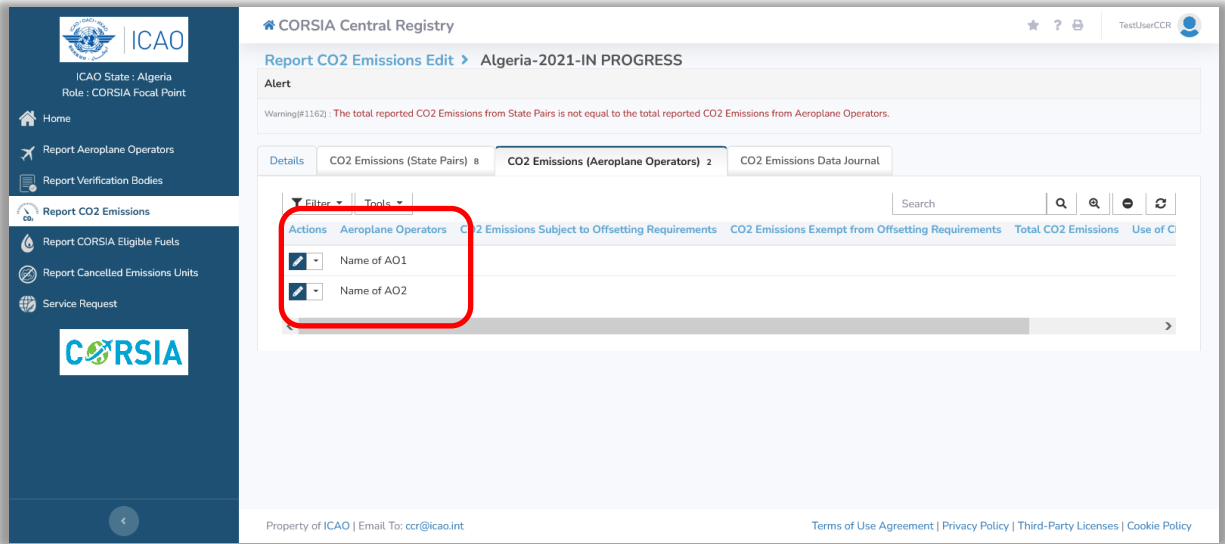 ICAO
ICAO State : Algeria
Role : CORSIA Focal Point
Home
Report Aeroplane Operators
Report Verification Bodies
Report CO2 Emissions
Report CORSIA Eligible Fuels
Report Cancelled Emissions Units
Service Request
CORSIA
CORSIA Central Registry
TestUserCCR
Report CO2 Emissions Edit > Algeria-2021-IN PROGRESS
Alert
Warning(#1162) : The total reported CO2 Emissions from State Pairs is not equal to the total reported CO2 Emissions from Aeroplane Operators.
Details CO2 Emissions (State Pairs) 8 CO2 Emissions (Aeroplane Operators) 2 CO2 Emissions Data Journal
Filter Tools Search
Actions Aeroplane Operators CO2 Emissions Subject to Offsetting Requirements CO2 Emissions Exempt from Offsetting Requirements Total CO2 Emissions Use of
Name of AO1
Name of AO2
Property of ICAO | Email To: ccr@icao.int
Terms of Use Agreement | Privacy Policy | Third-Party Licenses | Cookie Policy